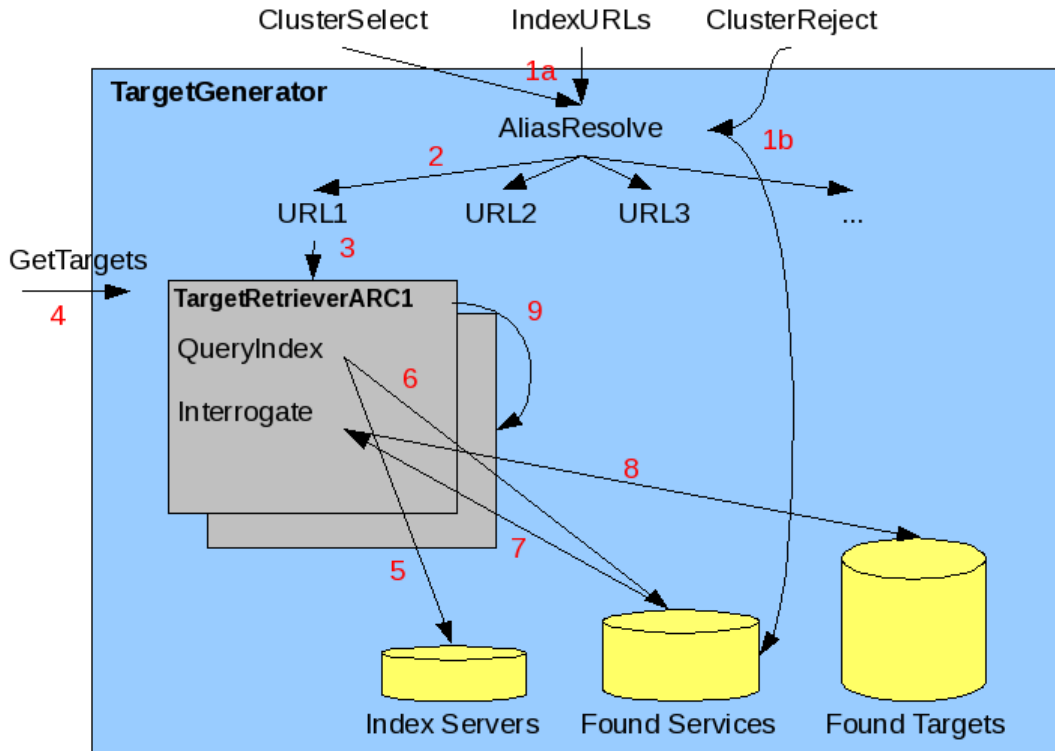 ClusterSelect
IndexURLs
ClusterReject
1a
TargetGenerator
AliasResolve
1b
2
URL1
URL2
URL3
...
3
GetTargets
4
TargetRetrieverARC1
9
QueryIndex
6
Interrogate
8
7
5
Index Servers
Found Services
Found Targets